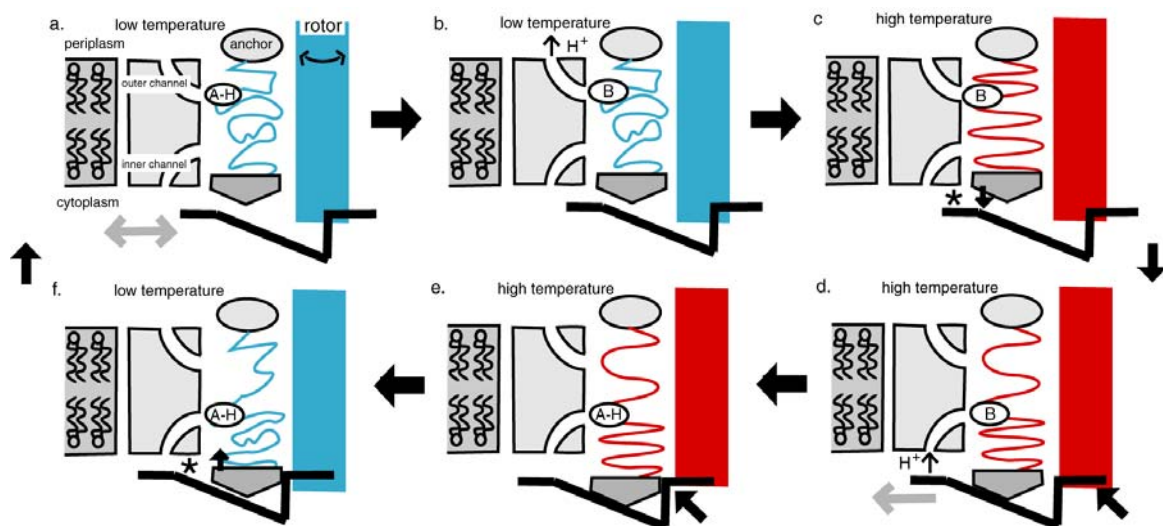 a.
low temperature
rotor
periplasm
anchor
outer channel
A-H
inner channel
cytoplasm
b.
low temperature
H+
B
c
high temperature
B
*
f.
low temperature
A-H
*
e.
high temperature
A-H
d.
high temperature
B
H+